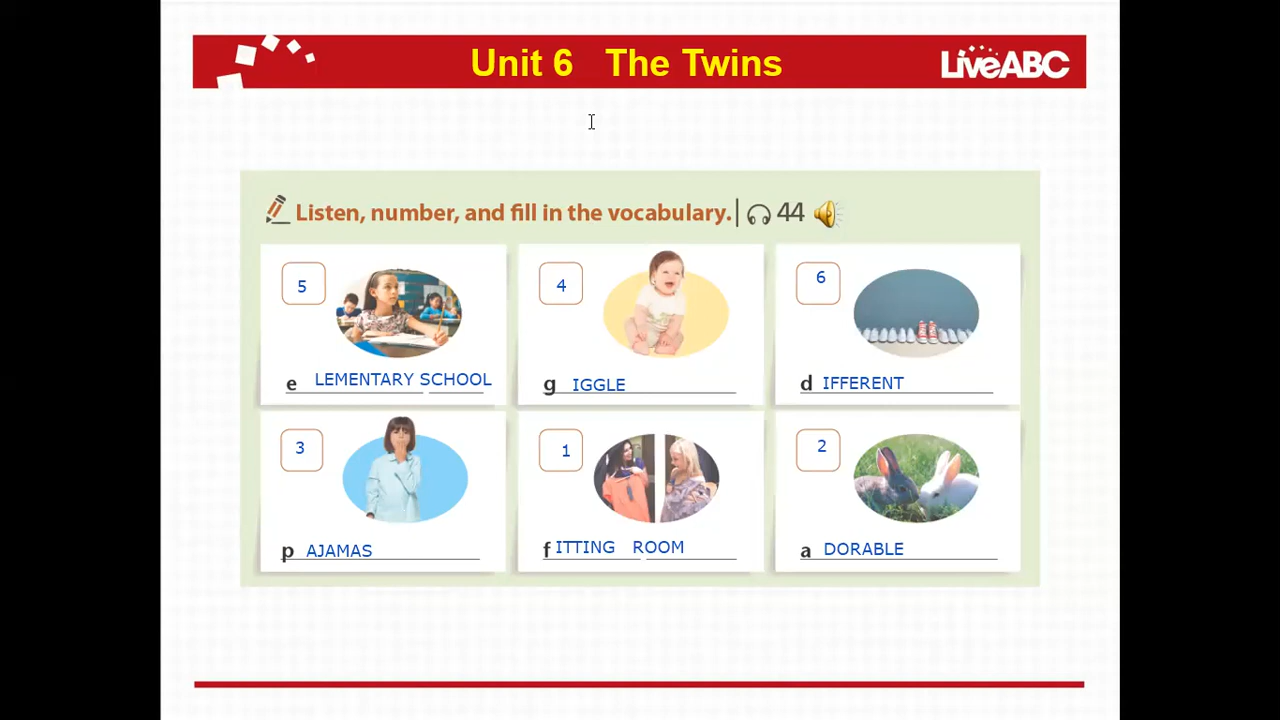 Unit 6 The Twins
LiveABC
Listen, number, and fill in the vocabulary. 44
5
4
6
e LEMENTARY SCHOOL
g IGGLE
d IFFERENT
3
1
2
p AJAMAS
f ITTING ROOM
a DORABLE